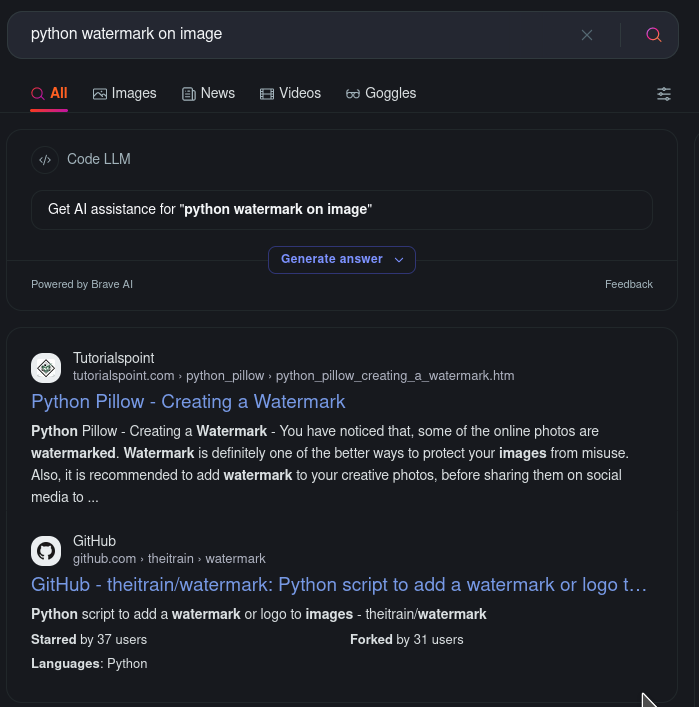 python watermark on image
All Images News Videos Goggles
Code LLM
Get AI assistance for "python watermark on image"
Generate answer
Powered by Brave AI Feedback
Tutorialspoint
tutorialspoint.com › python_pillow › python_pillow_creating_a_watermark.htm
Python Pillow - Creating a Watermark
Python Pillow - Creating a Watermark - You have noticed that, some of the online photos are
watermarked. Watermark is definitely one of the better ways to protect your images from misuse.
Also, it is recommended to add watermark to your creative photos, before sharing them on social
media to ...
GitHub
github.com › theitrain › watermark
GitHub - theitrain/watermark: Python script to add a watermark or logo t...
Python script to add a watermark or logo to images - theitrain/watermark
Starred by 37 users Forked by 31 users
Languages: Python